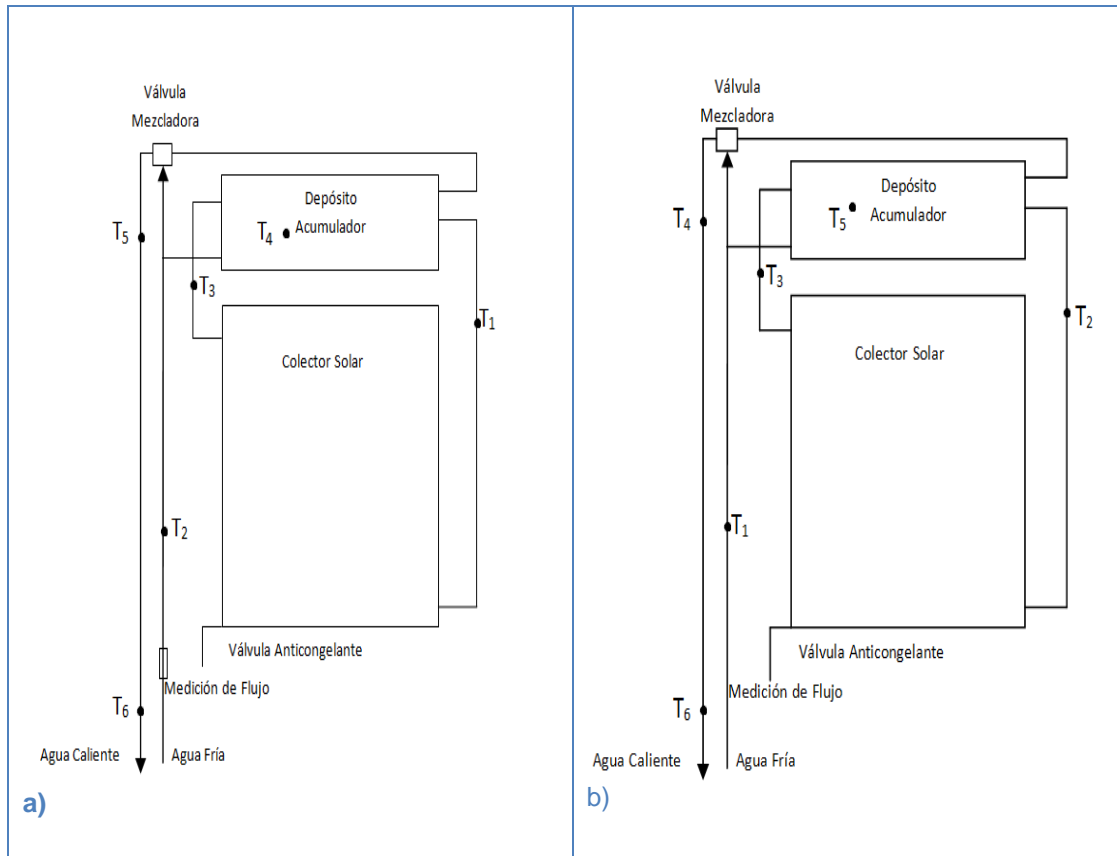 Válvula
Mezcladora
Depósito
Acumulador
T4
T5
T3
T1
Colector Solar
T2
Válvula Anticongelante
Medición de Flujo
T6
Agua Caliente
Agua Fría
a)
Válvula
Mezcladora
Depósito
Acumulador
T5
T4
T3
T2
Colector Solar
T1
Válvula Anticongelante
Medición de Flujo
T6
Agua Caliente
Agua Fría
b)